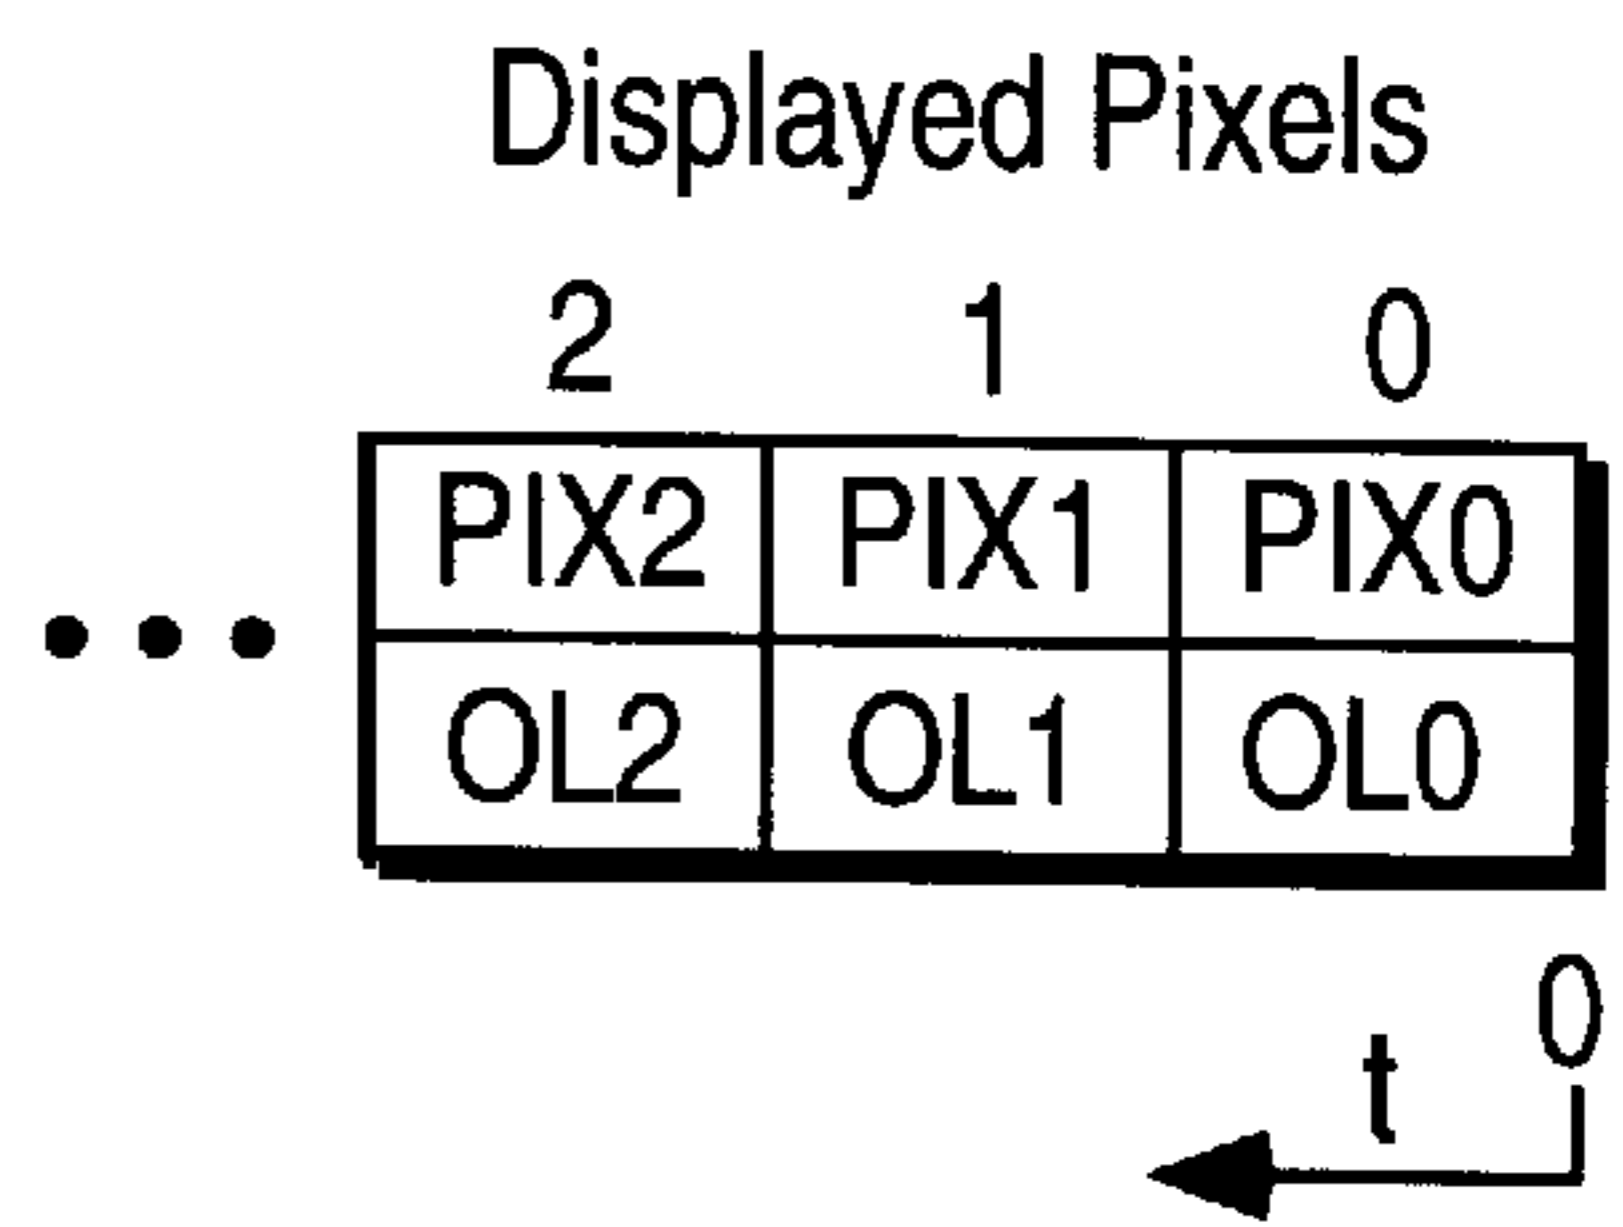 Displayed Pixels
2 1 0
PIX2 PIX1 PIX0
OL2 OL1 OL0
0
t